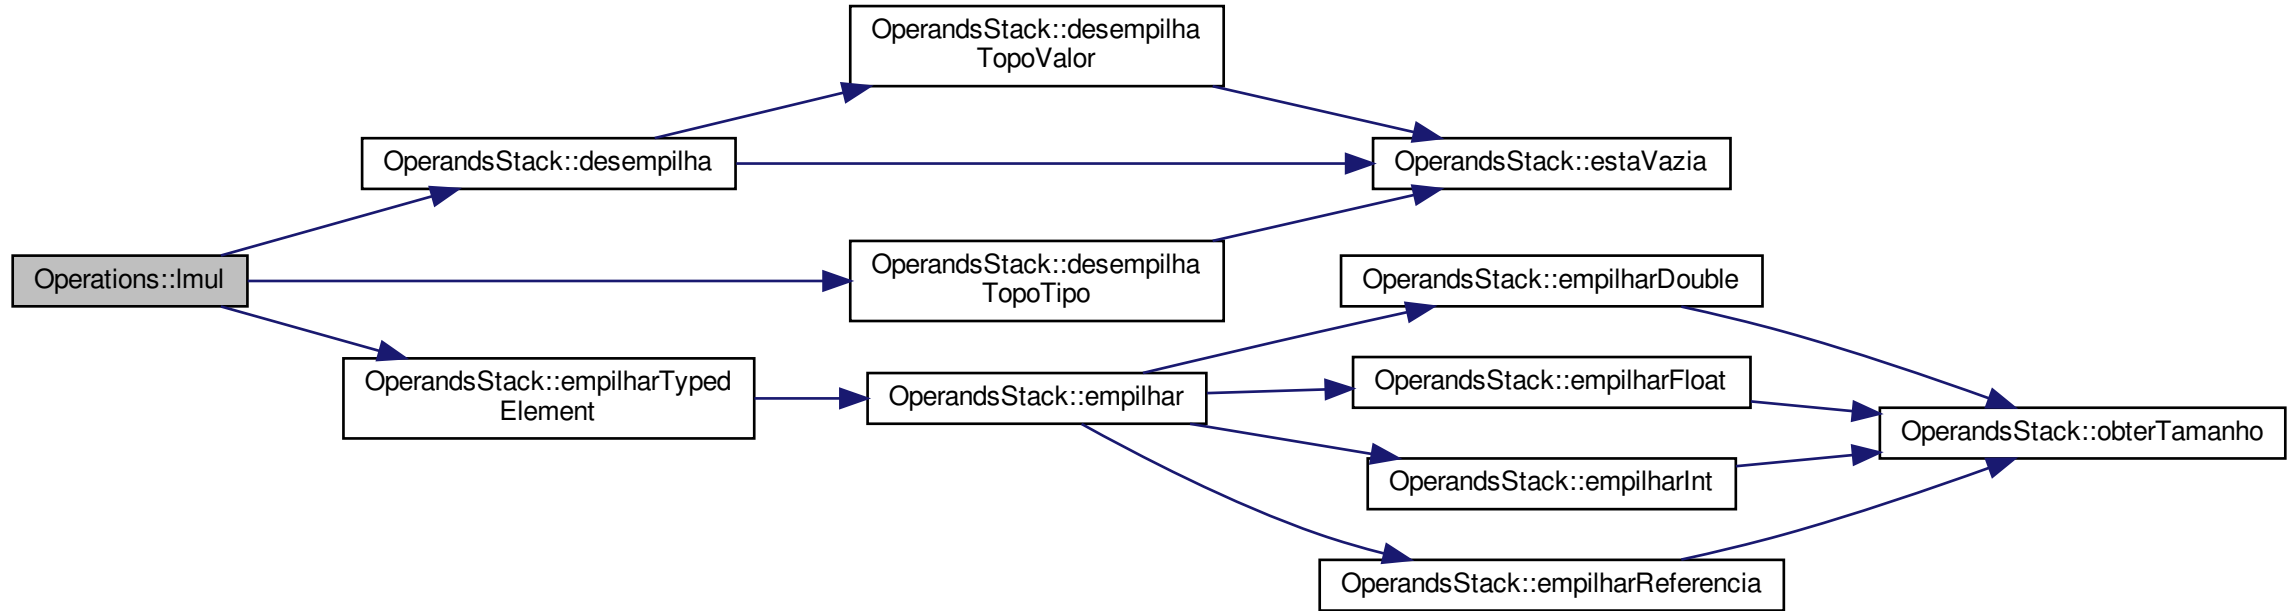 Operations::lmul
OperandsStack::desempilha
OperandsStack::desempilha
TopoValor
OperandsStack::estaVazia
OperandsStack::desempilha
TopoTipo
OperandsStack::empilharTyped
Element
OperandsStack::empilhar
OperandsStack::empilharDouble
OperandsStack::empilharFloat
OperandsStack::empilharInt
OperandsStack::empilharReferencia
OperandsStack::obterTamanho